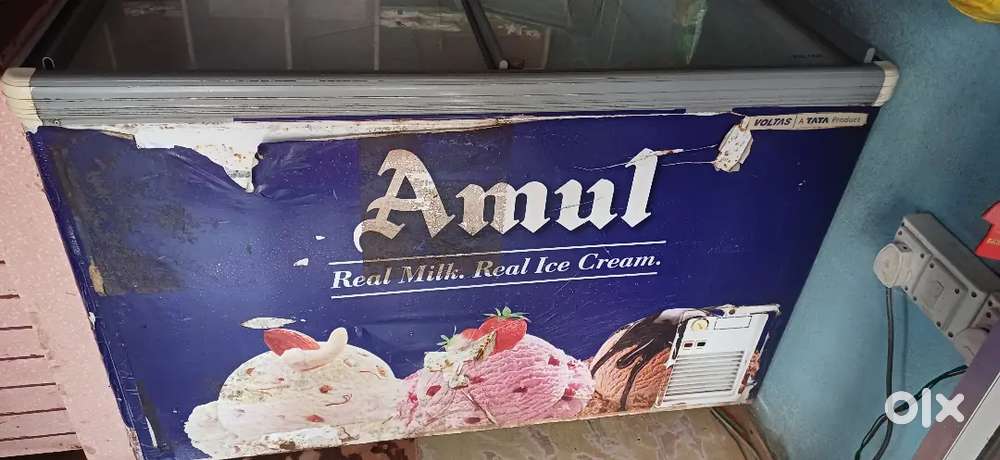 VOLTAS | A TATA Product
Amul
Real Milk. Real Ice Cream.
olx